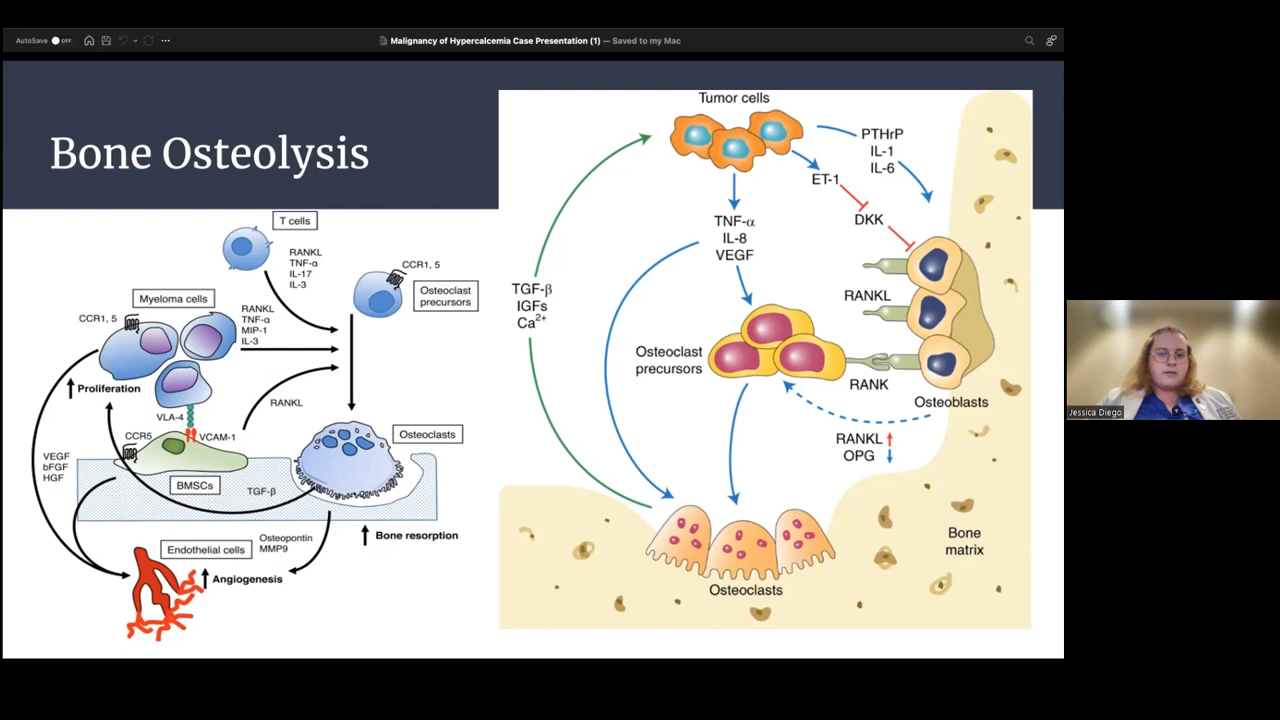 AutoSave OFF
Malignancy of Hypercalcemia Case Presentation (1) — Saved to my Mac
Bone Osteolysis
T cells
RANKL
TNF-α
IL-17
IL-3
CCR1, 5
Osteoclast
precursors
Myeloma cells
CCR1, 5
RANKL
TNF-α
MIP-1
IL-3
Proliferation
RANKL
VLA-4
CCR5
VCAM-1
Osteoclasts
VEGF
bFGF
HGF
BMSCs
TGF-β
Bone resorption
Osteopontin
MMP9
Endothelial cells
Angiogenesis
Tumor cells
PTHrP
IL-1
IL-6
ET-1
DKK
TNF-α
IL-8
VEGF
TGF-β
IGFs
Ca2+
RANKL
Osteoclast
precursors
RANK
Osteoblasts
RANKL
OPG
Bone
matrix
Osteoclasts
Jessica Diego